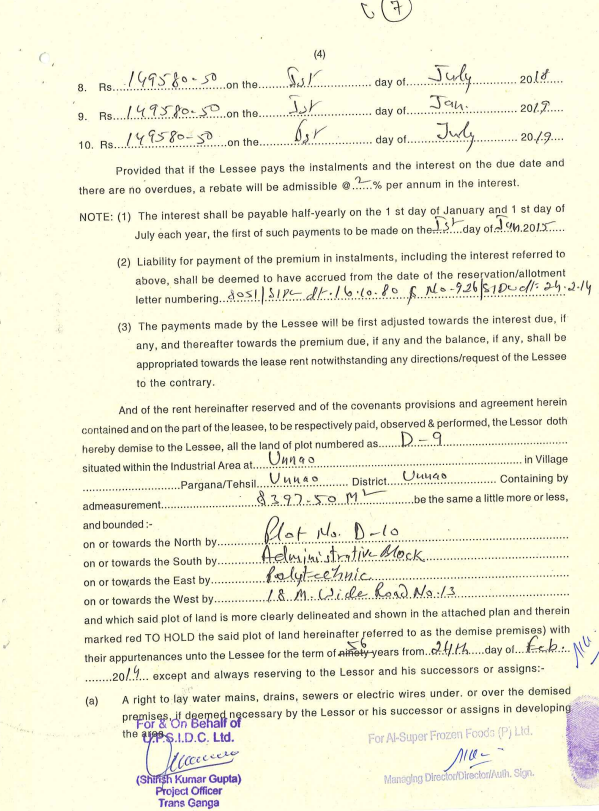 7
(4)
8. Rs. 149580-50 on the Ist day of July 2018
9. Rs. 149580-50 on the Ist day of Jan. 2019
10. Rs. 149580-50 on the Ist day of July 2019
Provided that if the Lessee pays the instalments and the interest on the due date and
there are no overdues, a rebate will be admissible @ 2 % per annum in the interest.
NOTE: (1) The interest shall be payable half-yearly on the 1 st day of January and 1 st day of
July each year, the first of such payments to be made on the Ist day of Jan. 2015
(2) Liability for payment of the premium in instalments, including the interest referred to
above, shall be deemed to have accrued from the date of the reservation/allotment
letter numbering 8051/SIDC dt. 16.10.80 & No-926/SIDC dt: 24.2.14
(3) The payments made by the Lessee will be first adjusted towards the interest due, if
any, and thereafter towards the premium due, if any and the balance, if any, shall be
appropriated towards the lease rent notwithstanding any directions/request of the Lessee
to the contrary.
And of the rent hereinafter reserved and of the covenants provisions and agreement herein
contained and on the part of the leasee, to be respectively paid, observed & performed, the Lessor doth
hereby demise to the Lessee, all the land of plot numbered as D-9
situated within the Industrial Area at Unnao in Village
Pargana/Tehsil Unnao District Unnao Containing by
admeasurement 8397-50 M2 be the same a little more or less,
and bounded :-
on or towards the North by Plot No. D-10
on or towards the South by Administrative Block
on or towards the East by Polytechnic
on or towards the West by 18 M. Wide Road No. 13
and which said plot of land is more clearly delineated and shown in the attached plan and therein
marked red TO HOLD the said plot of land hereinafter referred to as the demise premises) with
their appurtenances unto the Lessee for the term of ninety 56 years from 24th day of Feb.
2014 except and always reserving to the Lessor and his successors or assigns:-
(a) A right to lay water mains, drains, sewers or electric wires under. or over the demised
premises, if deemed necessary by the Lessor or his successor or assigns in developing
the area.
For & On Behalf of
U.P.S.I.D.C. Ltd.
(Shirish Kumar Gupta)
Project Officer
Trans Ganga
For Al-Super Frozen Foods (P) Ltd.
Managing Director/Director/Auth. Sign.